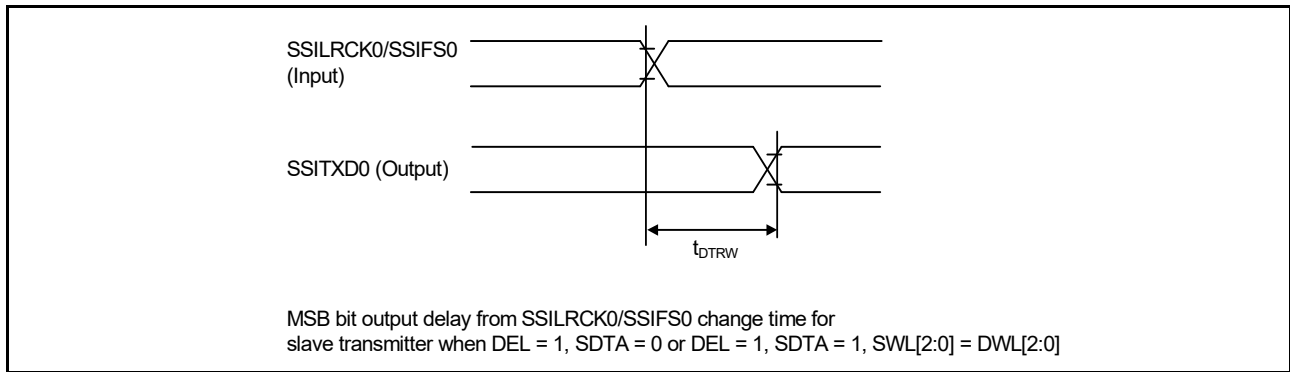 SSILRCK0/SSIFS0
(Input)
SSITXD0 (Output)
tDTRW
MSB bit output delay from SSILRCK0/SSIFS0 change time for
slave transmitter when DEL = 1, SDTA = 0 or DEL = 1, SDTA = 1, SWL[2:0] = DWL[2:0]